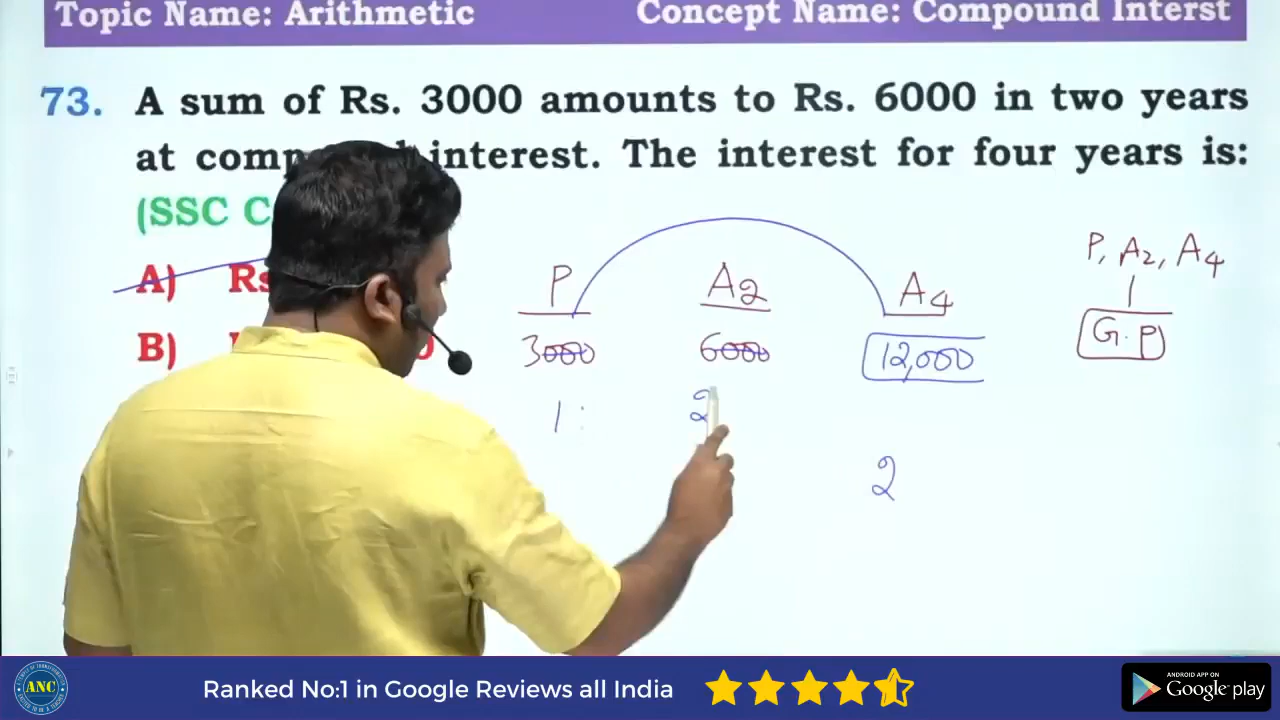 Topic Name: Arithmetic Concept Name: Compound Interst
73. A sum of Rs. 3000 amounts to Rs. 6000 in two years
at interest. The interest for four years is:
(SSC C
A) Rs
B)
P A2 A4
3000 6000 12,000
1 : 2
2
P, A2, A4
G.P
ANC
Ranked No:1 in Google Reviews all India
ANDROID APP ON
Google play